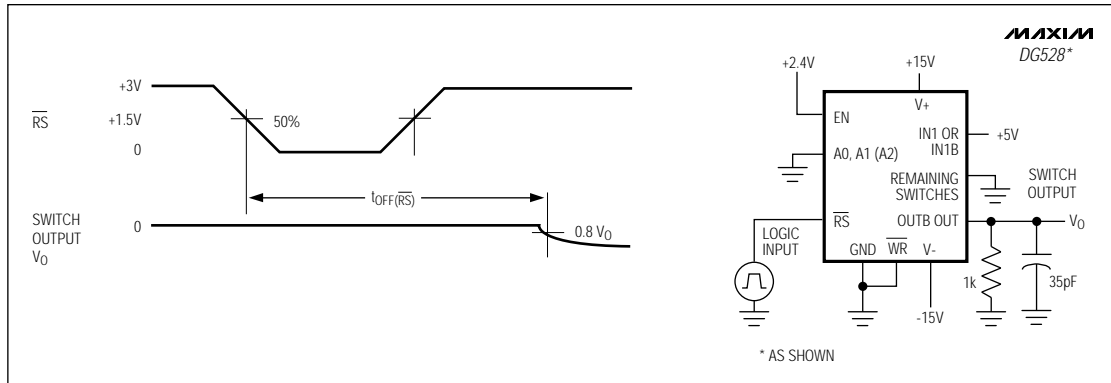 MAXIM
DG528*
+3V
RS
+1.5V
0
50%
tOFF(RS)
SWITCH
OUTPUT
VO
0
0.8 VO
+2.4V
+15V
V+
EN
IN1 OR
IN1B
+5V
A0, A1 (A2)
REMAINING
SWITCHES
SWITCH
OUTPUT
RS
OUTB OUT
VO
LOGIC
INPUT
GND
WR
V-
1k
35pF
-15V
* AS SHOWN